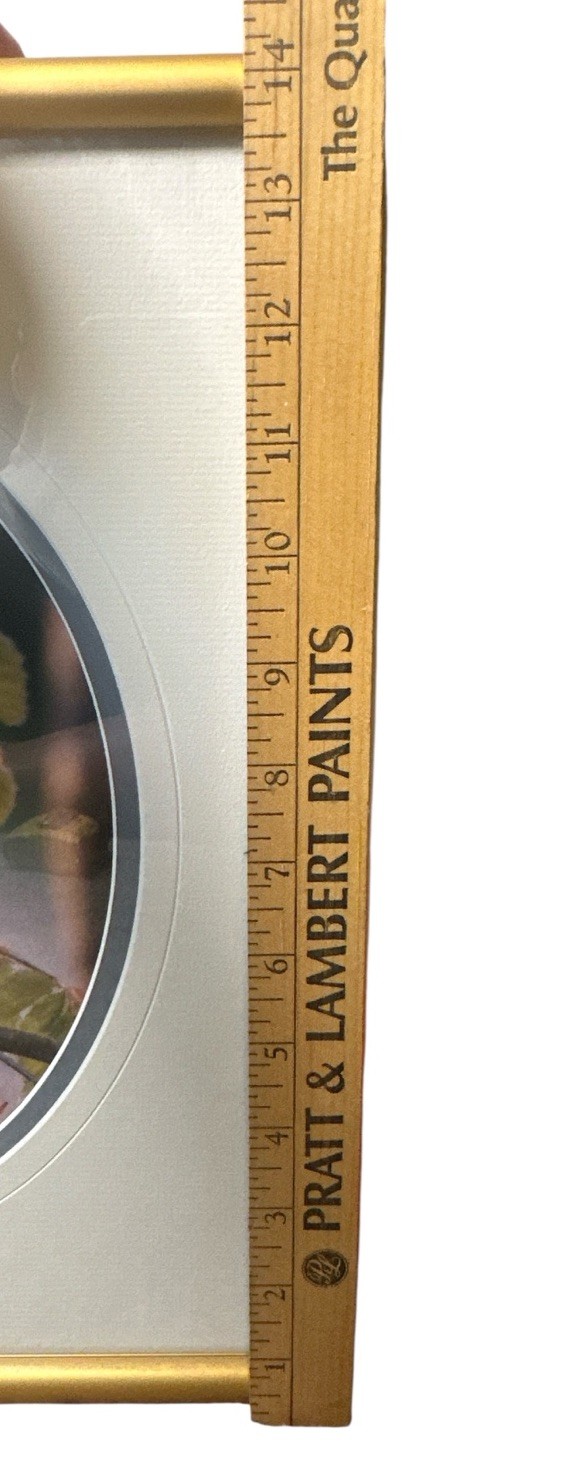 PRATT & LAMBERT PAINTS The Qua
1 2 3 4 5 6 7 8 9 10 11 12 13 14